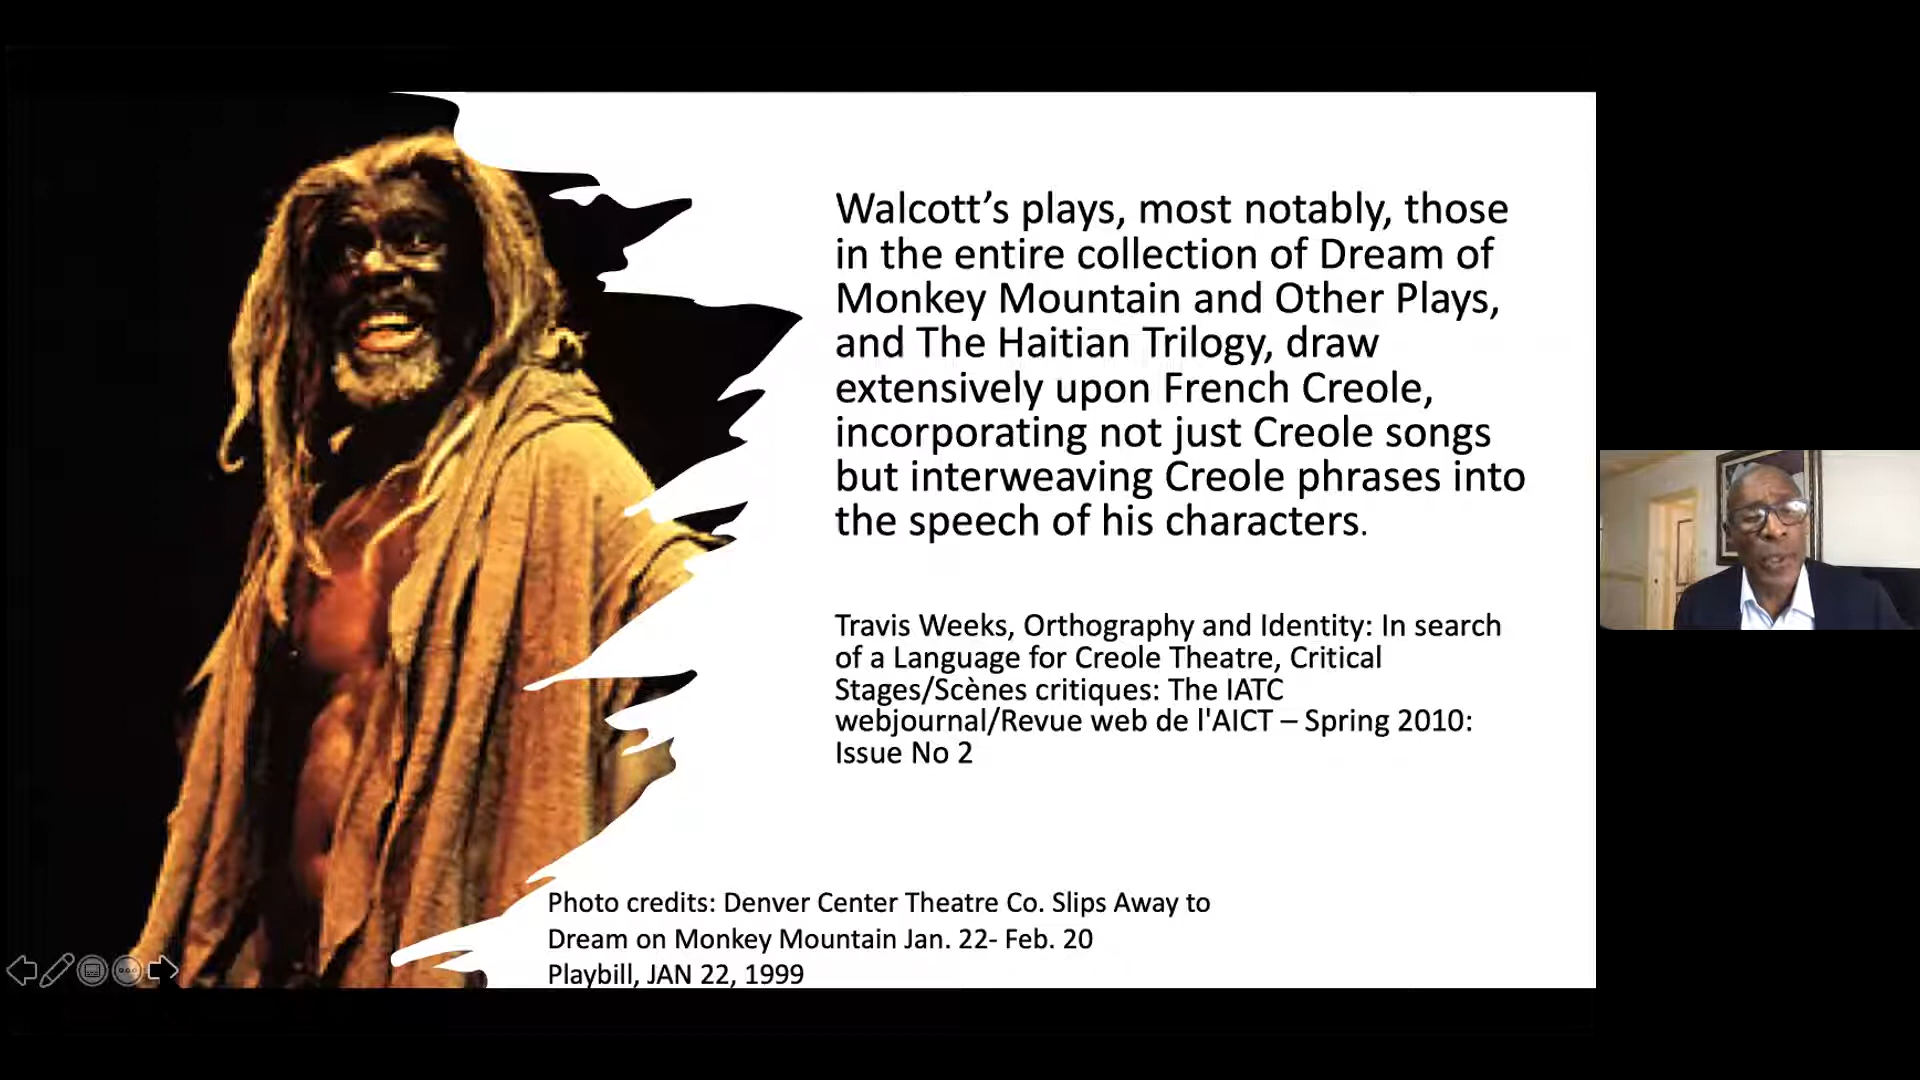 Walcott’s plays, most notably, those
in the entire collection of Dream of
Monkey Mountain and Other Plays,
and The Haitian Trilogy, draw
extensively upon French Creole,
incorporating not just Creole songs
but interweaving Creole phrases into
the speech of his characters.
Travis Weeks, Orthography and Identity: In search
of a Language for Creole Theatre, Critical
Stages/Scènes critiques: The IATC
webjournal/Revue web de l'AICT – Spring 2010:
Issue No 2
Photo credits: Denver Center Theatre Co. Slips Away to
Dream on Monkey Mountain Jan. 22- Feb. 20
Playbill, JAN 22, 1999